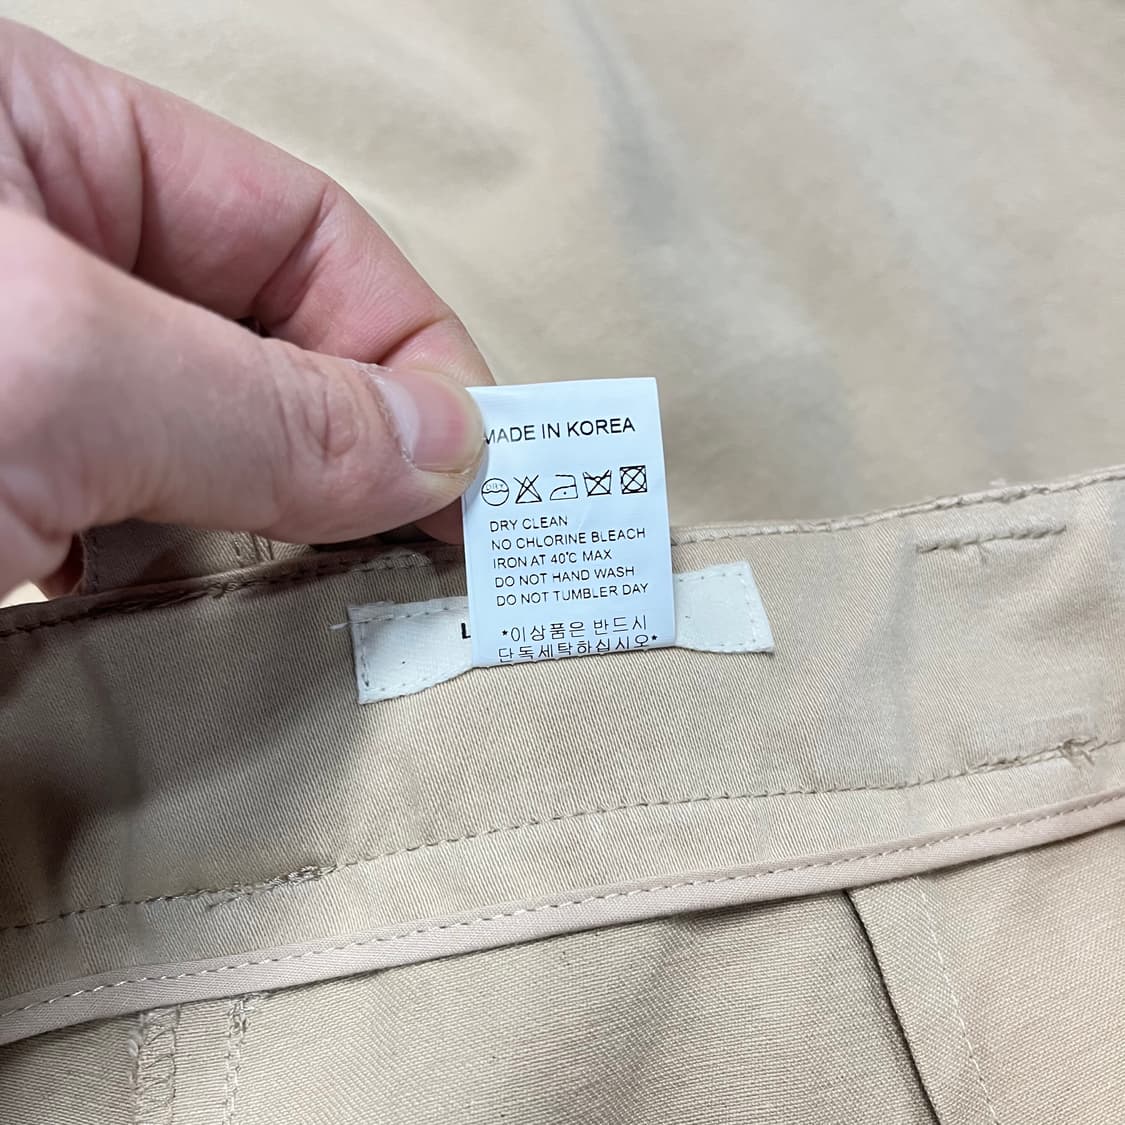 MADE IN KOREA
DRY
DRY CLEAN
NO CHLORINE BLEACH
IRON AT 40°C MAX
DO NOT HAND WASH
DO NOT TUMBLER DAY
*이상품은 반드시
단독세탁하십시오*
L